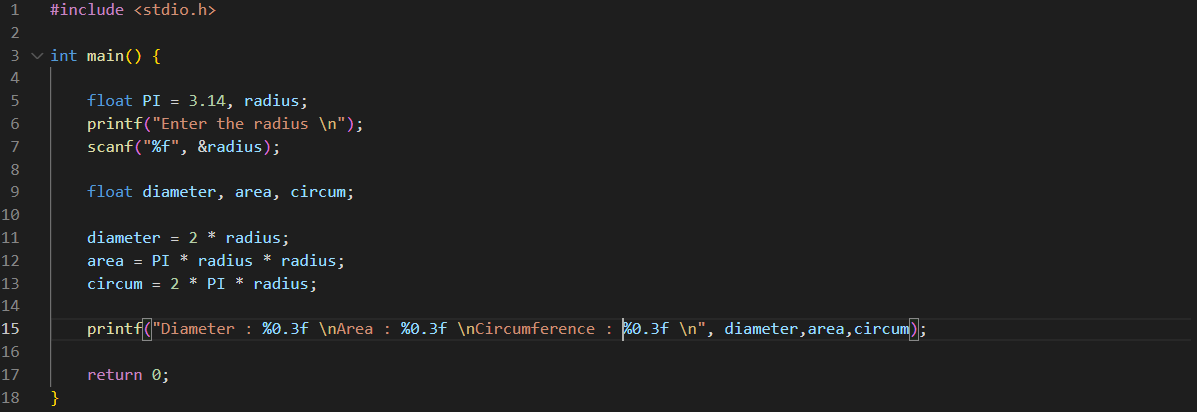 1 #include <stdio.h>
2
3 int main() {
4
5 float PI = 3.14, radius;
6 printf("Enter the radius \n");
7 scanf("%f", &radius);
8
9 float diameter, area, circum;
10
11 diameter = 2 * radius;
12 area = PI * radius * radius;
13 circum = 2 * PI * radius;
14
15 printf("Diameter : %0.3f \nArea : %0.3f \nCircumference : %0.3f \n", diameter,area,circum);
16
17 return 0;
18 }